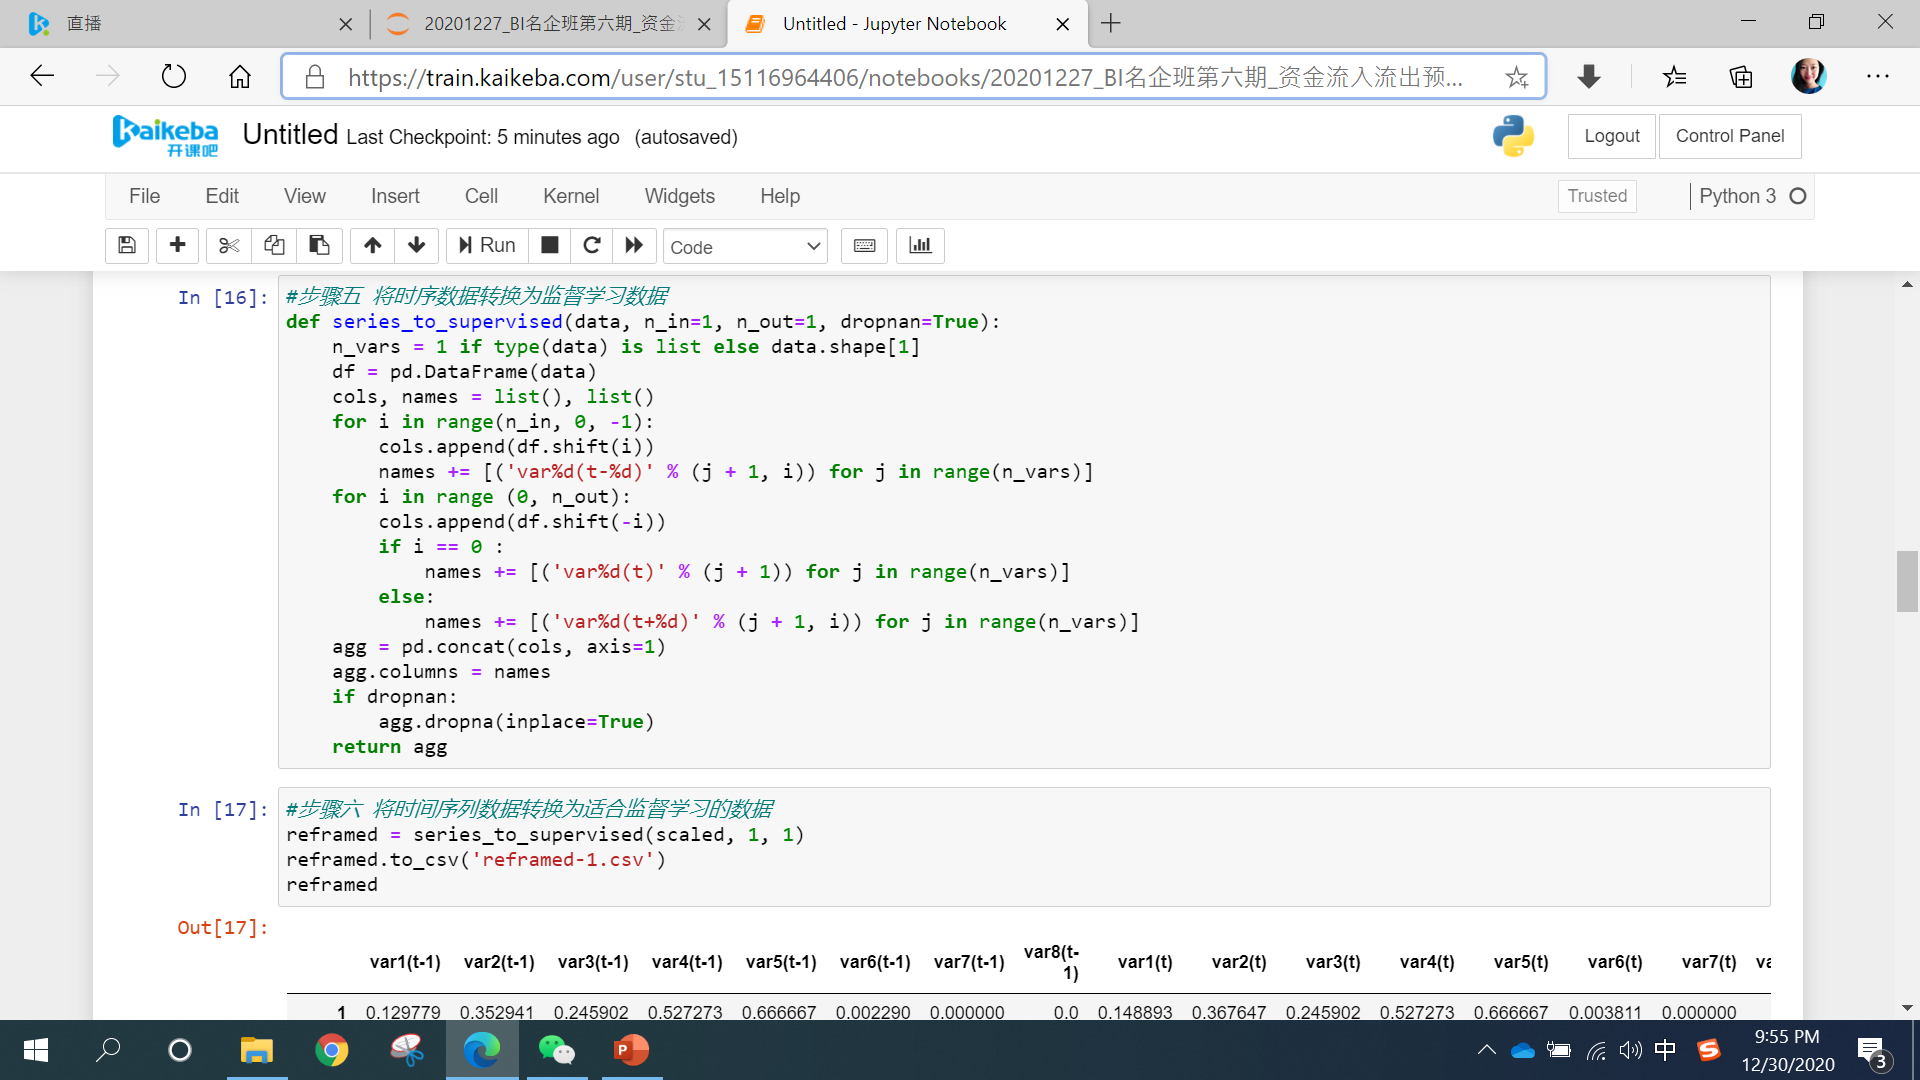 直播
20201227_BI名企班第六期_资金流
Untitled - Jupyter Notebook
https://train.kaikeba.com/user/stu_15116964406/notebooks/20201227_BI名企班第六期_资金流入流出预...
Kaikeba
开课吧
Untitled Last Checkpoint: 5 minutes ago (autosaved)
Logout
Control Panel
File Edit View Insert Cell Kernel Widgets Help
Trusted
Python 3
Run
Code
In [16]:
#步骤五 将时序数据转换为监督学习数据
def series_to_supervised(data, n_in=1, n_out=1, dropnan=True):
    n_vars = 1 if type(data) is list else data.shape[1]
    df = pd.DataFrame(data)
    cols, names = list(), list()
    for i in range(n_in, 0, -1):
        cols.append(df.shift(i))
        names += [('var%d(t-%d)' % (j + 1, i)) for j in range(n_vars)]
    for i in range (0, n_out):
        cols.append(df.shift(-i))
        if i == 0 :
            names += [('var%d(t)' % (j + 1)) for j in range(n_vars)]
        else:
            names += [('var%d(t+%d)' % (j + 1, i)) for j in range(n_vars)]
    agg = pd.concat(cols, axis=1)
    agg.columns = names
    if dropnan:
        agg.dropna(inplace=True)
    return agg
In [17]:
#步骤六 将时间序列数据转换为适合监督学习的数据
reframed = series_to_supervised(scaled, 1, 1)
reframed.to_csv('reframed-1.csv')
reframed
Out[17]:
var1(t-1) var2(t-1) var3(t-1) var4(t-1) var5(t-1) var6(t-1) var7(t-1) var8(t-1) var1(t) var2(t) var3(t) var4(t) var5(t) var6(t) var7(t) va
1 0.129779 0.352941 0.245902 0.527273 0.666667 0.002290 0.000000 0.0 0.148893 0.367647 0.245902 0.527273 0.666667 0.003811 0.000000
中
9:55 PM
12/30/2020
3